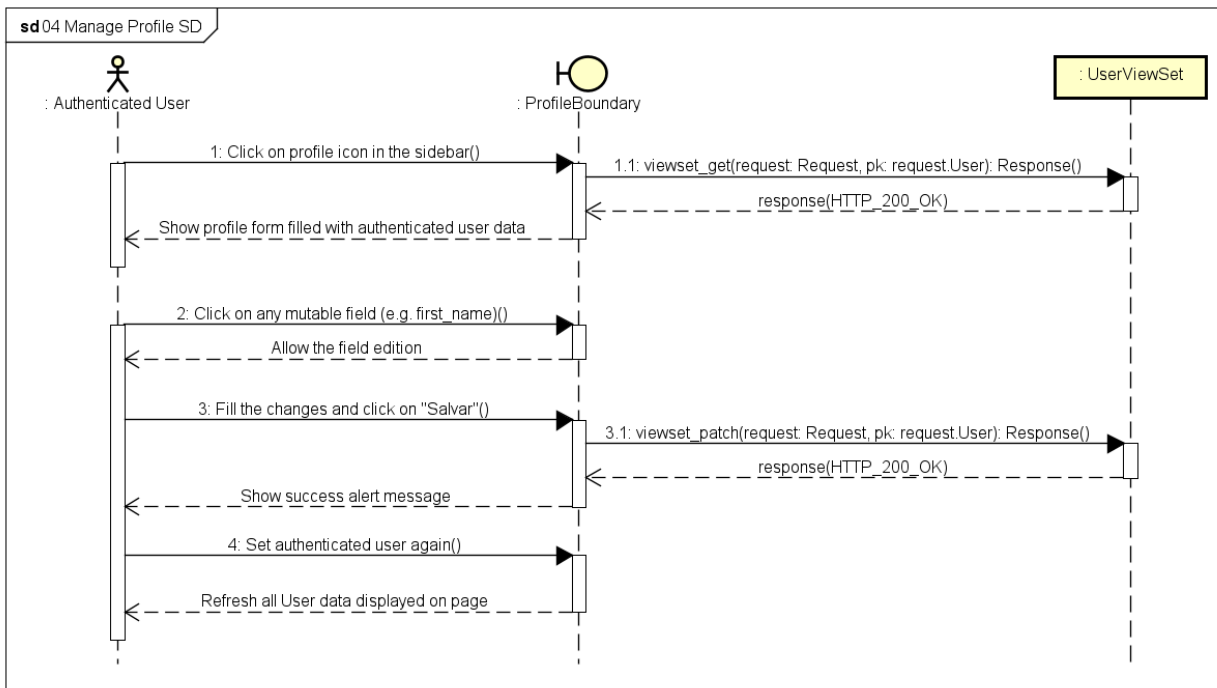 sd 04 Manage Profile SD
: Authenticated User
: ProfileBoundary
: UserViewSet
1: Click on profile icon in the sidebar()
1.1: viewset_get(request: Request, pk: request.User): Response()
response(HTTP_200_OK)
Show profile form filled with authenticated user data
2: Click on any mutable field (e.g. first_name)()
Allow the field edition
3: Fill the changes and click on "Salvar"()
3.1: viewset_patch(request: Request, pk: request.User): Response()
response(HTTP_200_OK)
Show success alert message
4: Set authenticated user again()
Refresh all User data displayed on page